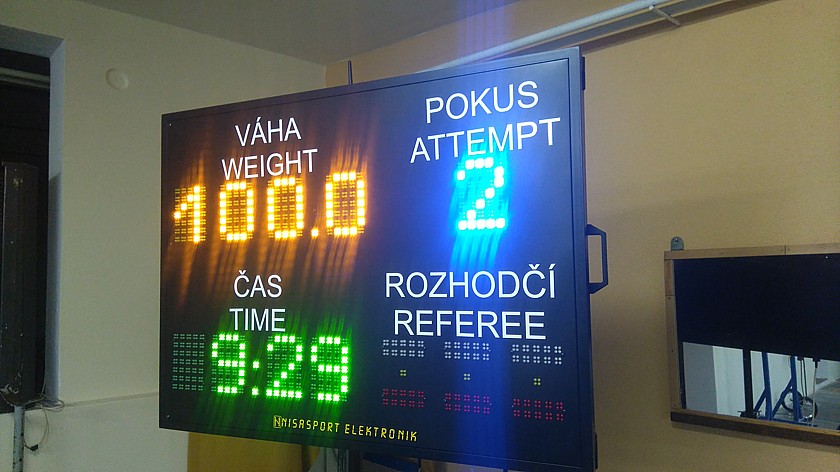 VÁHA
WEIGHT
100.0
POKUS
ATTEMPT
2
ČAS
TIME
9:29
ROZHODČÍ
REFEREE
NISASPORT ELEKTRONIK